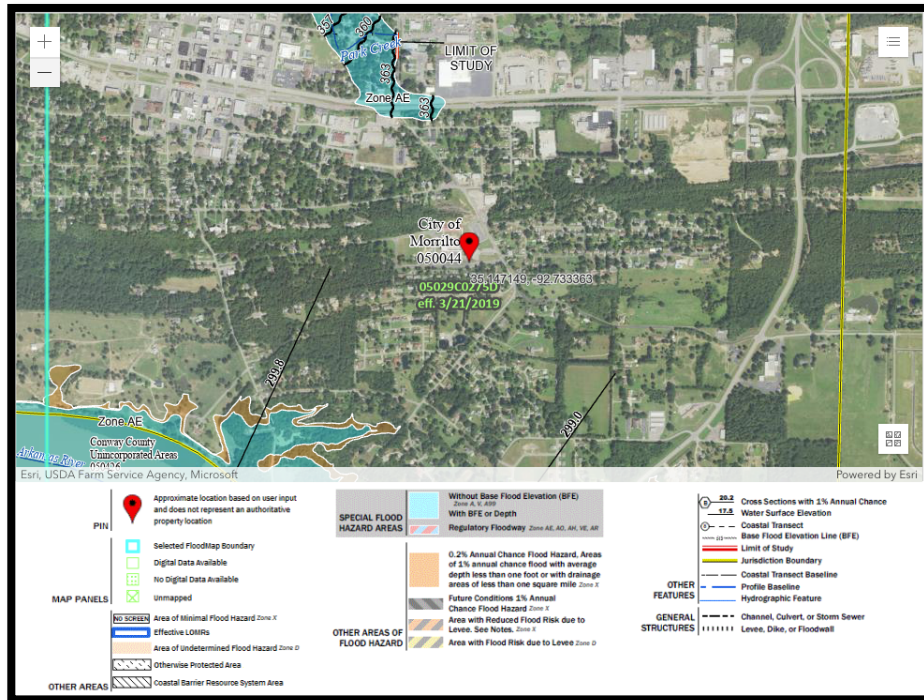 357
360
Park Creek
363
LIMIT OF
STUDY
Zone AE
363
City of
Morrilto
050044
35.147149, -92.733363
05029C0275D
eff. 3/21/2019
299.8
299.0
Zone AE
Conway County
Unincorporated Areas
050426
Arkansas River
Esri, USDA Farm Service Agency, Microsoft
Powered by Esri
PIN
Approximate location based on user input
and does not represent an authoritative
property location
MAP PANELS
Selected FloodMap Boundary
Digital Data Available
No Digital Data Available
Unmapped
OTHER AREAS
NO SCREEN
Area of Minimal Flood Hazard Zone X
Effective LOMRs
Area of Undetermined Flood Hazard Zone D
Otherwise Protected Area
Coastal Barrier Resource System Area
SPECIAL FLOOD
HAZARD AREAS
Without Base Flood Elevation (BFE)
Zone A, V, A99
With BFE or Depth
Regulatory Floodway Zone AE, AO, AH, VE, AR
OTHER AREAS OF
FLOOD HAZARD
0.2% Annual Chance Flood Hazard, Areas
of 1% annual chance flood with average
depth less than one foot or with drainage
areas of less than one square mile Zone X
Future Conditions 1% Annual
Chance Flood Hazard Zone X
Area with Reduced Flood Risk due to
Levee. See Notes. Zone X
Area with Flood Risk due to Levee Zone D
OTHER
FEATURES
B 20.2
Cross Sections with 1% Annual Chance
17.5
Water Surface Elevation
8
Coastal Transect
513
Base Flood Elevation Line (BFE)
Limit of Study
Jurisdiction Boundary
Coastal Transect Baseline
Profile Baseline
Hydrographic Feature
GENERAL
STRUCTURES
Channel, Culvert, or Storm Sewer
Levee, Dike, or Floodwall